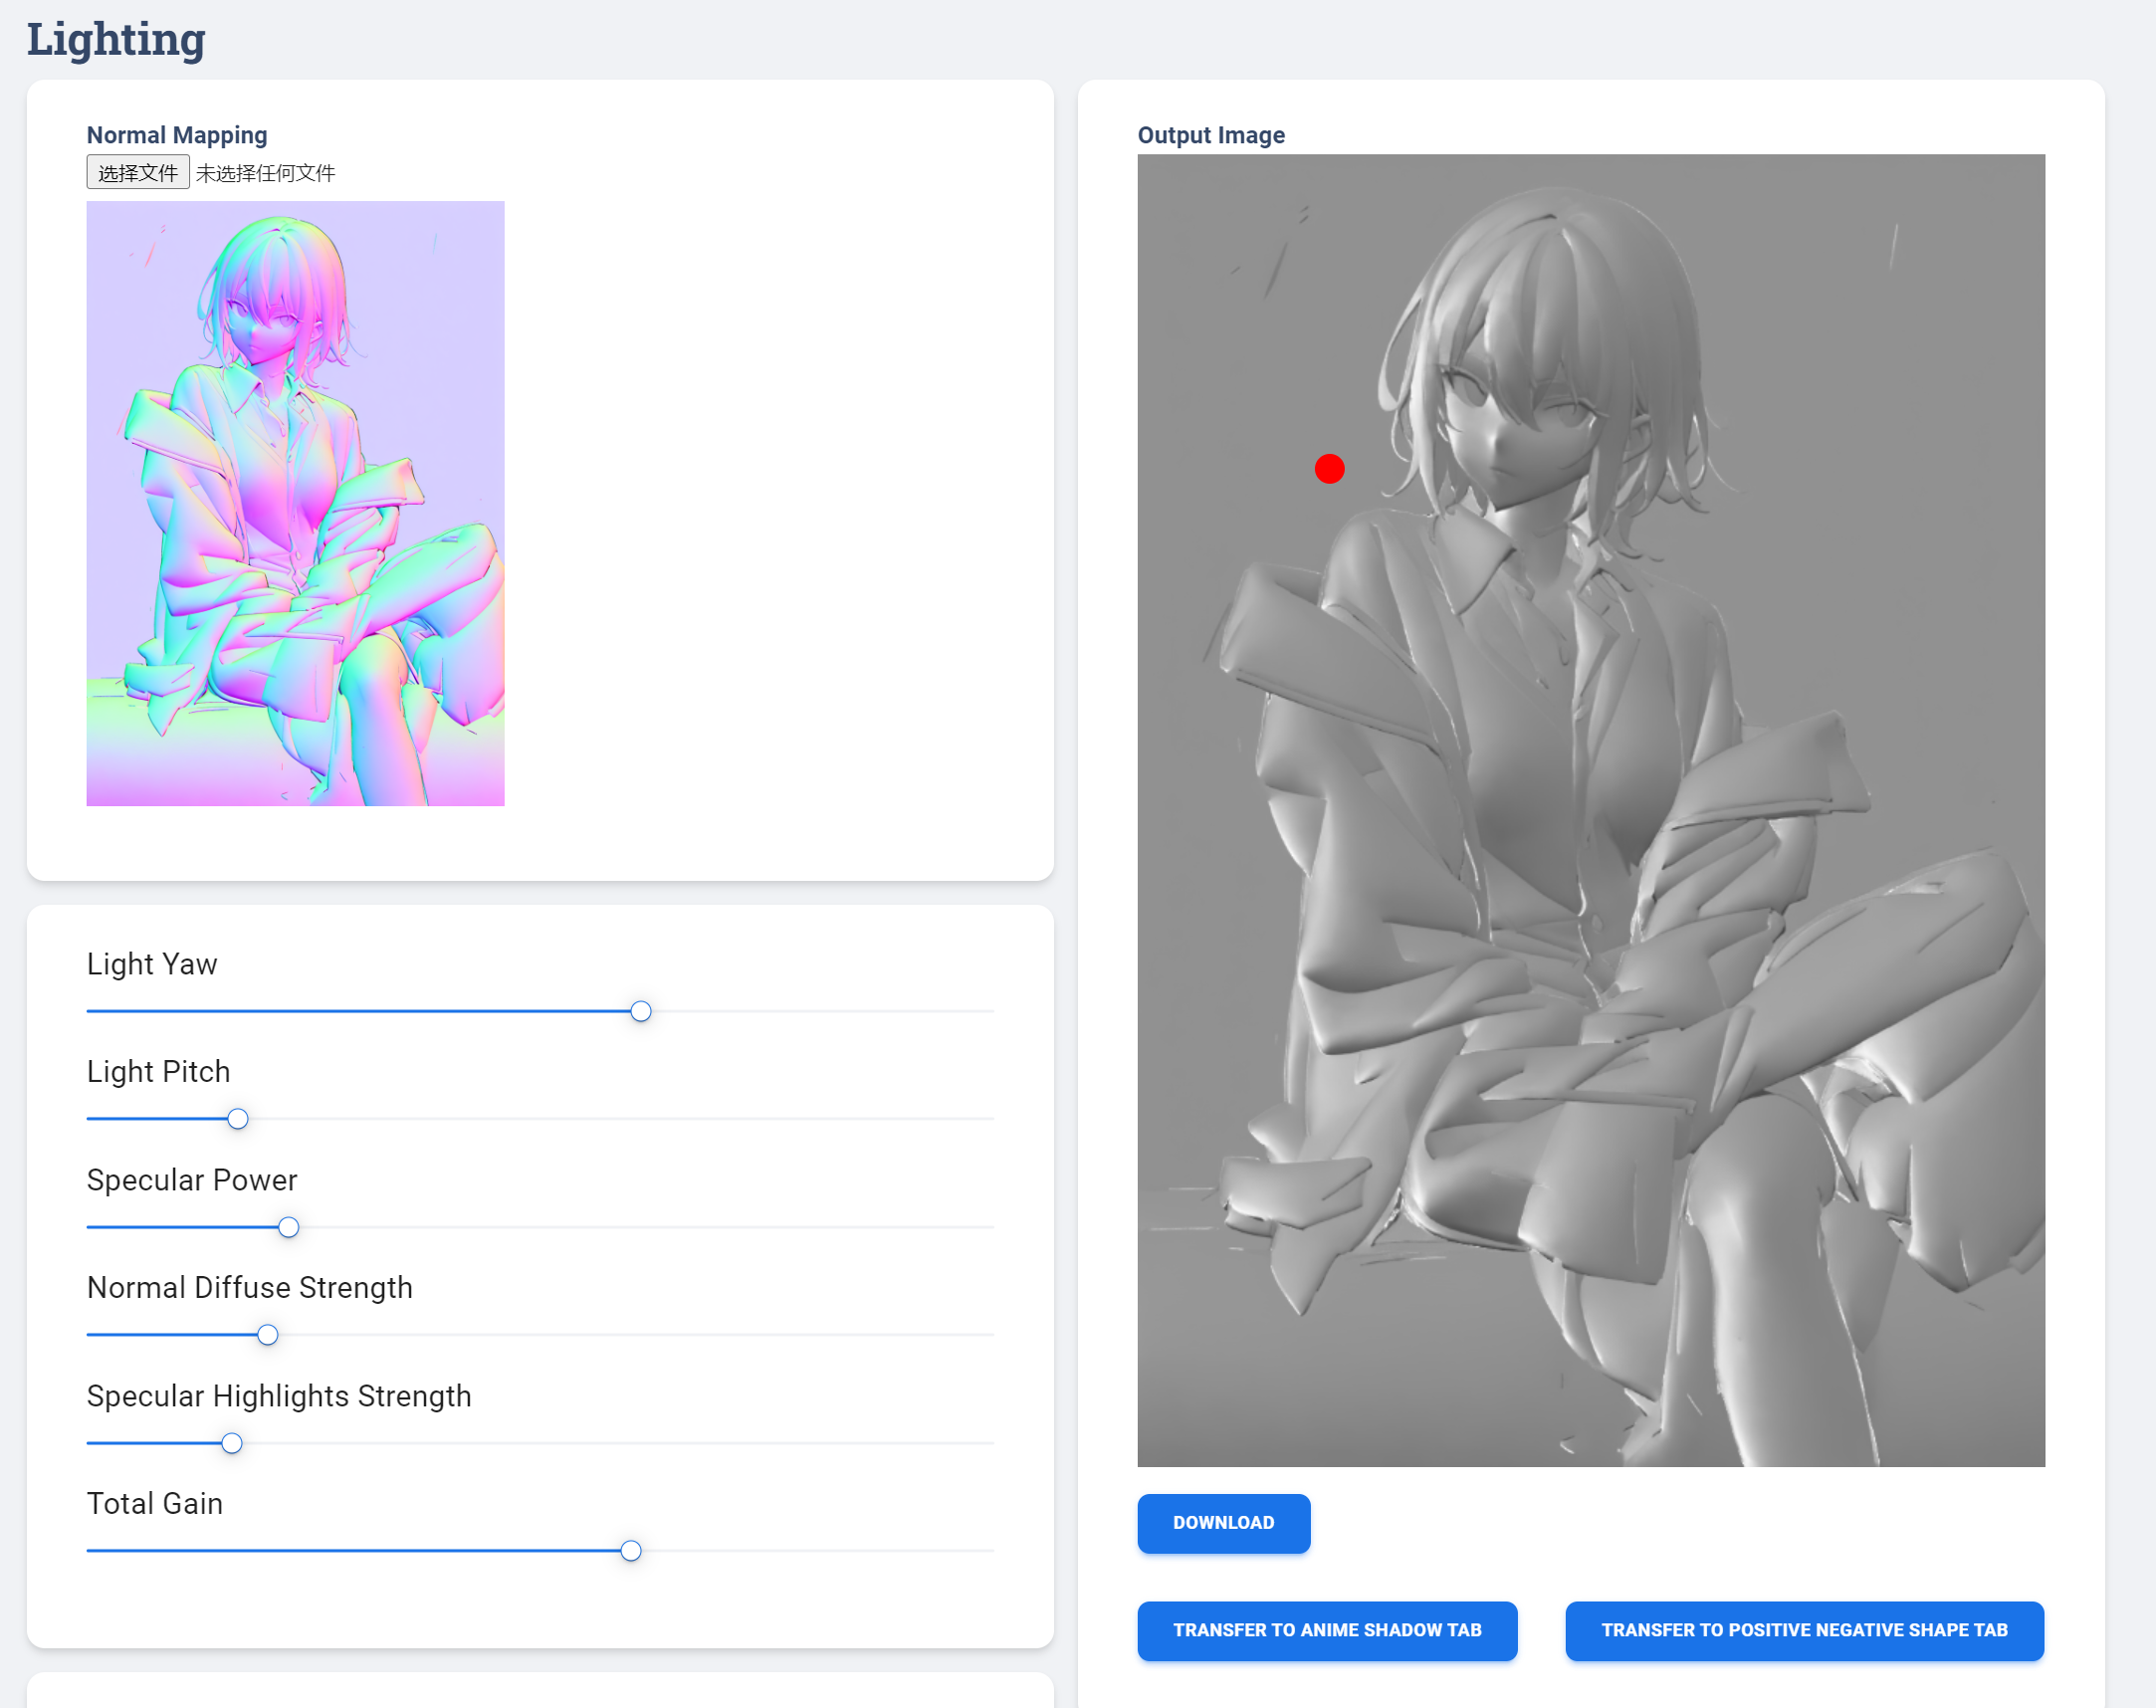 Lighting
Normal Mapping
选择文件 未选择任何文件
Light Yaw
Light Pitch
Specular Power
Normal Diffuse Strength
Specular Highlights Strength
Total Gain
Output Image
DOWNLOAD
TRANSFER TO ANIME SHADOW TAB
TRANSFER TO POSITIVE NEGATIVE SHAPE TAB